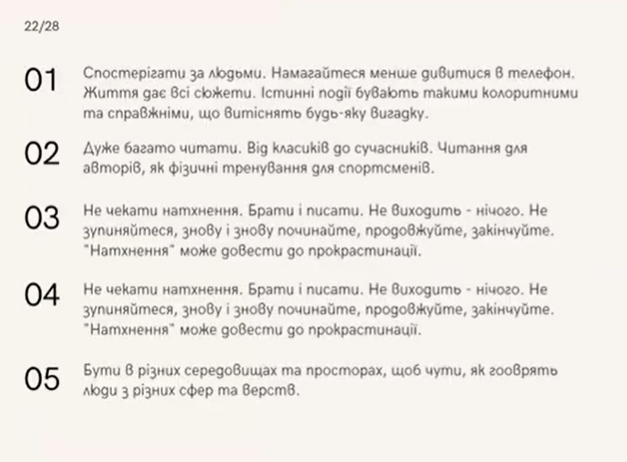 22/28
01
Спостерігати за людьми. Намагайтеся менше дивитися в телефон.
Життя дає всі сюжети. Істинні події бувають такими колоритними
та справжніми, що витіснять будь-яку вигадку.
02
Дуже багато читати. Від класиків до сучасників. Читання для
авторів, як фізичні тренування для спортсменів.
03
Не чекати натхнення. Брати і писати. Не виходить - нічого. Не
зупиняйтеся, знову і знову починайте, продовжуйте, закінчуйте.
"Натхнення" може довести до прокрастинації.
04
Не чекати натхнення. Брати і писати. Не виходить - нічого. Не
зупиняйтеся, знову і знову починайте, продовжуйте, закінчуйте.
"Натхнення" може довести до прокрастинації.
05
Бути в різних середовищах та просторах, щоб чути, як гооврять
люди з різних сфер та верств.